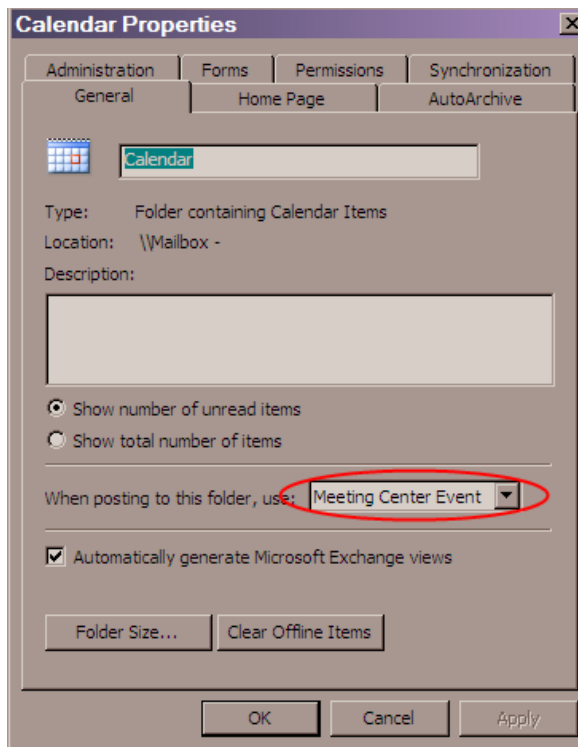 Calendar Properties
Administration Forms Permissions Synchronization
General Home Page AutoArchive
Calendar
Type: Folder containing Calendar Items
Location: \\Mailbox -
Description:
Show number of unread items
Show total number of items
When posting to this folder, use: Meeting Center Event
Automatically generate Microsoft Exchange views
Folder Size... Clear Offline Items
OK Cancel Apply